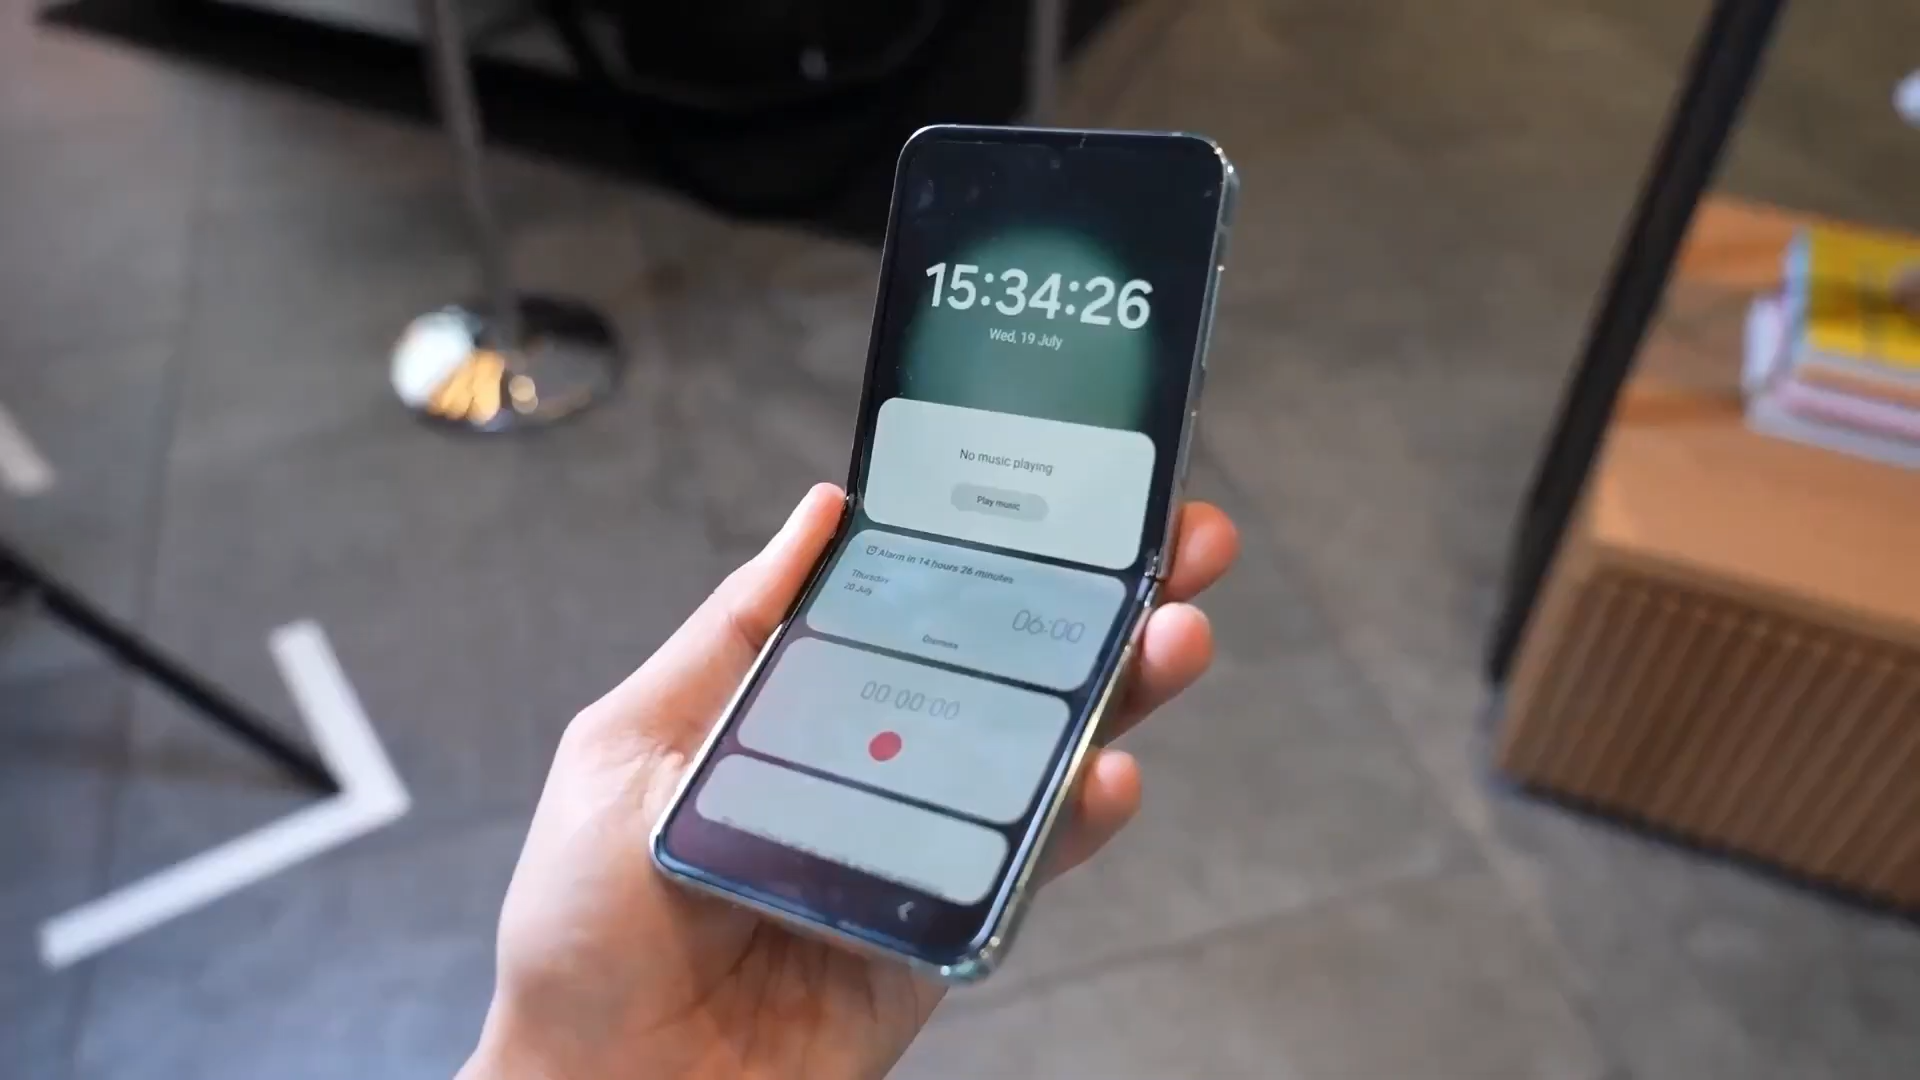 15:34:26
Wed, 19 July
No music playing
Play music
Alarm in 14 hours 26 minutes
Thursday
20 July
06:00
Dismiss
00:00:00